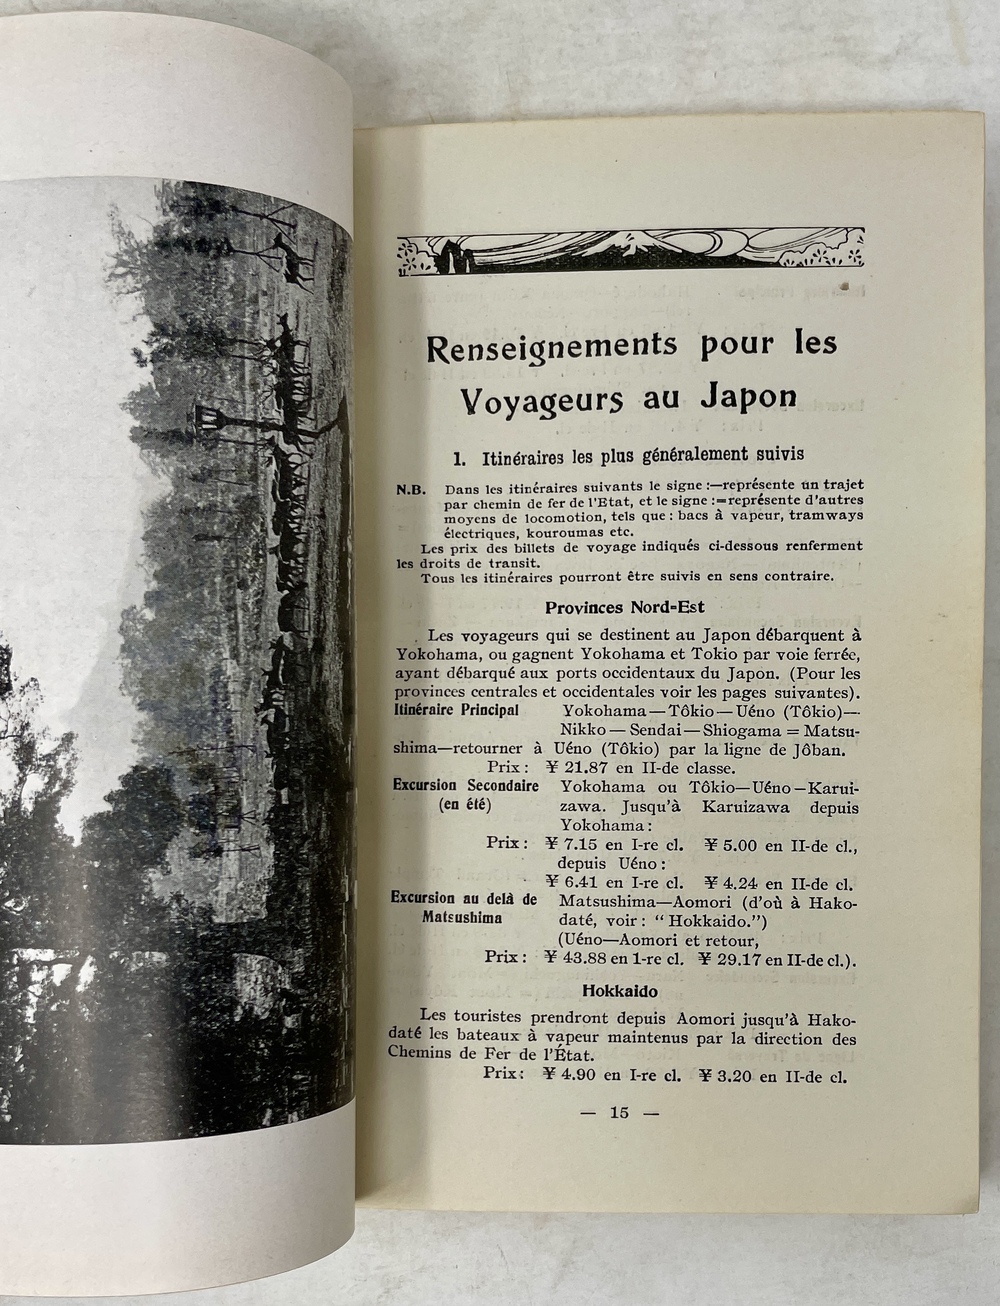 Renseignements pour les
Voyageurs au Japon
1. Itinéraires les plus généralement suivis
N.B. Dans les itinéraires suivants le signe :—représente un trajet
par chemin de fer de l'Etat, et le signe :=représente d'autres
moyens de locomotion, tels que : bacs à vapeur, tramways
électriques, kouroumas etc.
Les prix des billets de voyage indiqués ci-dessous renferment
les droits de transit.
Tous les itinéraires pourront être suivis en sens contraire.
Provinces Nord-Est
Les voyageurs qui se destinent au Japon débarquent à
Yokohama, ou gagnent Yokohama et Tokio par voie ferrée,
ayant débarqué aux ports occidentaux du Japon. (Pour les
provinces centrales et occidentales voir les pages suivantes).
Itinéraire Principal Yokohama—Tôkio—Uéno (Tôkio)—
Nikko—Sendai—Shiogama = Matsu-
shima—retourner à Uéno (Tôkio) par la ligne de Jôban.
Prix : ¥ 21.87 en II-de classe.
Excursion Secondaire Yokohama ou Tôkio—Uéno—Karui-
(en été) zawa. Jusqu'à Karuizawa depuis
Yokohama :
Prix : ¥ 7.15 en I-re cl. ¥ 5.00 en II-de cl.,
depuis Uéno :
¥ 6.41 en I-re cl. ¥ 4.24 en II-de cl.
Excursion au delà de Matsushima—Aomori (d'où à Hako-
Matsushima daté, voir : "Hokkaido.")
(Uéno—Aomori et retour,
Prix : ¥ 43.88 en 1-re cl. ¥ 29.17 en II-de cl.).
Hokkaido
Les touristes prendront depuis Aomori jusqu'à Hako-
daté les bateaux à vapeur maintenus par la direction des
Chemins de Fer de l'État.
Prix : ¥ 4.90 en I-re cl. ¥ 3.20 en II-de cl.
— 15 —